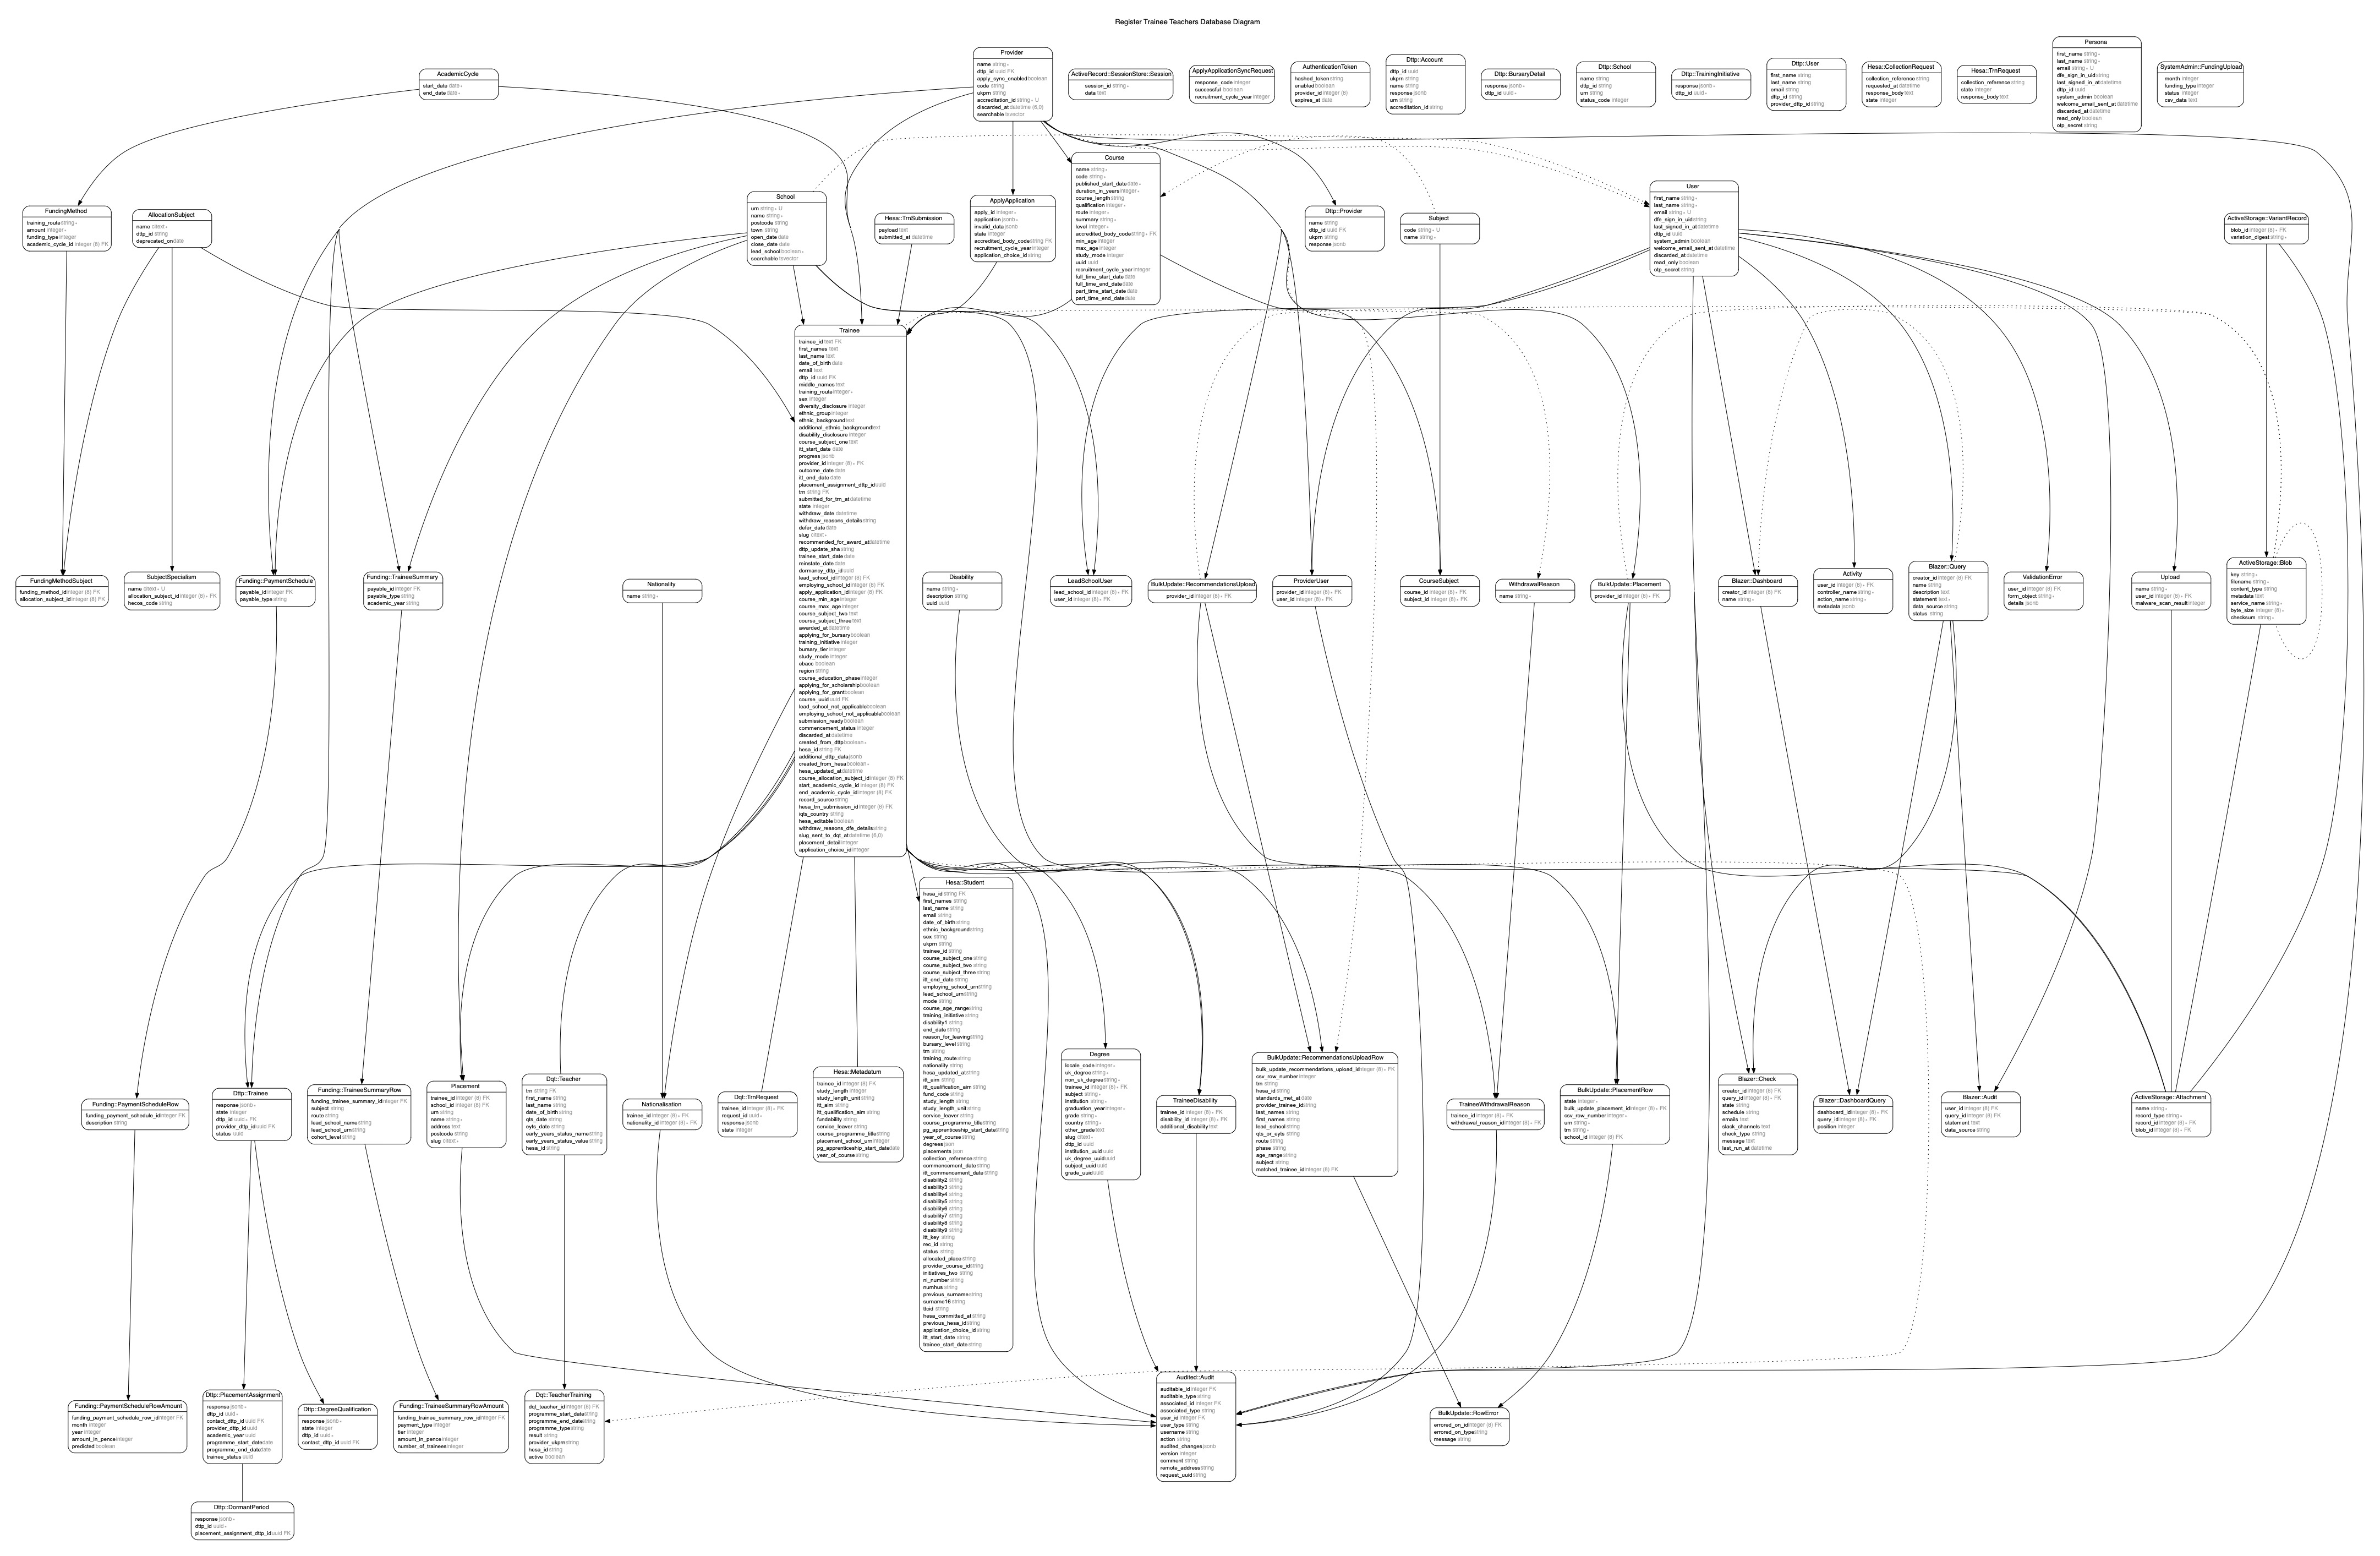 Register Trainee Teachers Database Diagram
AcademicCycle
start_date date ∗
end_date date ∗
Provider
name string ∗
dttp_id uuid FK
apply_sync_enabled boolean
code string
ukprn string
accreditation_id string ∗ U
discarded_at datetime (6,0)
searchable tsvector
ActiveRecord::SessionStore::Session
session_id string ∗
data text
ApplyApplicationSyncRequest
response_code integer
successful boolean
recruitment_cycle_year integer
AuthenticationToken
hashed_token string
enabled boolean
provider_id integer (8)
expires_at date
Dttp::Account
dttp_id uuid
ukprn string
name string
response jsonb
urn string
accreditation_id string
Dttp::BursaryDetail
response jsonb ∗
dttp_id uuid ∗
Dttp::School
name string
dttp_id string
urn string
status_code integer
Dttp::TrainingInitiative
response jsonb ∗
dttp_id uuid ∗
Dttp::User
first_name string
last_name string
email string
dttp_id string
provider_dttp_id string
Hesa::CollectionRequest
collection_reference string
requested_at datetime
response_body text
state integer
Hesa::TrnRequest
collection_reference string
state integer
response_body text
Persona
first_name string ∗
last_name string ∗
email string ∗ U
dfe_sign_in_uid string
last_signed_in_at datetime
dttp_id uuid
system_admin boolean
welcome_email_sent_at datetime
discarded_at datetime
read_only boolean
otp_secret string
SystemAdmin::FundingUpload
month integer
funding_type integer
status integer
csv_data text
FundingMethod
training_route string ∗
amount integer ∗
funding_type integer
academic_cycle_id integer (8) FK
AllocationSubject
name citext ∗
dttp_id string
deprecated_on date
School
urn string ∗ U
name string ∗
postcode string
town string
open_date date
close_date date
lead_school boolean ∗
searchable tsvector
Hesa::TrnSubmission
payload text
submitted_at datetime
ApplyApplication
apply_id integer ∗
application jsonb ∗
invalid_data jsonb
state integer
accredited_body_code string FK
recruitment_cycle_year integer
application_choice_id string
Course
name string ∗
code string ∗
published_start_date date ∗
duration_in_years integer ∗
course_length string
qualification integer ∗
route integer ∗
summary string ∗
level integer ∗
accredited_body_code string ∗ FK
min_age integer
max_age integer
study_mode integer
uuid uuid
recruitment_cycle_year integer
full_time_start_date date
full_time_end_date date
part_time_start_date date
part_time_end_date date
Dttp::Provider
name string
dttp_id uuid FK
ukprn string
response jsonb
Subject
code string ∗ U
name string ∗
User
first_name string ∗
last_name string ∗
email string ∗ U
dfe_sign_in_uid string
last_signed_in_at datetime
dttp_id uuid
system_admin boolean
welcome_email_sent_at datetime
discarded_at datetime
read_only boolean
otp_secret string
ActiveStorage::VariantRecord
blob_id integer (8) ∗ FK
variation_digest string ∗
Trainee
trainee_id text FK
first_names text
last_name text
date_of_birth date
email text
dttp_id uuid FK
middle_names text
training_route integer ∗
sex integer
diversity_disclosure integer
ethnic_group integer
ethnic_background text
additional_ethnic_background text
disability_disclosure integer
course_subject_one text
itt_start_date date
progress jsonb
provider_id integer (8) ∗ FK
outcome_date date
itt_end_date date
placement_assignment_dttp_id uuid
trn string FK
submitted_for_trn_at datetime
state integer
withdraw_date datetime
withdraw_reasons_details string
defer_date date
slug citext ∗
recommended_for_award_at datetime
dttp_update_sha string
trainee_start_date date
reinstate_date date
dormancy_dttp_id uuid
lead_school_id integer (8) FK
employing_school_id integer (8) FK
apply_application_id integer (8) FK
course_min_age integer
course_max_age integer
course_subject_two text
course_subject_three text
awarded_at datetime
applying_for_bursary boolean
training_initiative integer
bursary_tier integer
study_mode integer
ebacc boolean
region string
course_education_phase integer
applying_for_scholarship boolean
applying_for_grant boolean
course_uuid uuid FK
lead_school_not_applicable boolean
employing_school_not_applicable boolean
submission_ready boolean
commencement_status integer
discarded_at datetime
created_from_dttp boolean ∗
hesa_id string FK
additional_dttp_data jsonb
created_from_hesa boolean ∗
hesa_updated_at datetime
course_allocation_subject_id integer (8) FK
start_academic_cycle_id integer (8) FK
end_academic_cycle_id integer (8) FK
record_source string
hesa_trn_submission_id integer (8) FK
iqts_country string
hesa_editable boolean
withdraw_reasons_dfe_details string
slug_sent_to_dqt_at datetime (6,0)
placement_detail integer
application_choice_id integer
FundingMethodSubject
funding_method_id integer (8) FK
allocation_subject_id integer (8) FK
SubjectSpecialism
name citext ∗ U
allocation_subject_id integer (8) ∗ FK
hecos_code string
Funding::PaymentSchedule
payable_id integer FK
payable_type string
Funding::TraineeSummary
payable_id integer FK
payable_type string
academic_year string
Nationality
name string ∗
Disability
name string ∗
description string
uuid uuid
LeadSchoolUser
lead_school_id integer (8) ∗ FK
user_id integer (8) ∗ FK
BulkUpdate::RecommendationsUpload
provider_id integer (8) ∗ FK
ProviderUser
provider_id integer (8) ∗ FK
user_id integer (8) ∗ FK
CourseSubject
course_id integer (8) ∗ FK
subject_id integer (8) ∗ FK
WithdrawalReason
name string ∗
BulkUpdate::Placement
provider_id integer (8) ∗ FK
Blazer::Dashboard
creator_id integer (8) FK
name string ∗
Activity
user_id integer (8) ∗ FK
controller_name string ∗
action_name string ∗
metadata jsonb
Blazer::Query
creator_id integer (8) FK
name string
description text
statement text ∗
data_source string
status string
ValidationError
user_id integer (8) FK
form_object string ∗
details jsonb
Upload
name string ∗
user_id integer (8) ∗ FK
malware_scan_result integer
ActiveStorage::Blob
key string ∗
filename string ∗
content_type string
metadata text
service_name string ∗
byte_size integer (8) ∗
checksum string ∗
Hesa::Student
hesa_id string FK
first_names string
last_name string
email string
date_of_birth string
ethnic_background string
sex string
ukprn string
trainee_id string
course_subject_one string
course_subject_two string
course_subject_three string
itt_end_date string
employing_school_urn string
lead_school_urn string
mode string
course_age_range string
training_initiative string
disability1 string
end_date string
reason_for_leaving string
bursary_level string
trn string
training_route string
nationality string
hesa_updated_at string
itt_aim string
itt_qualification_aim string
fund_code string
study_length string
study_length_unit string
service_leaver string
course_programme_title string
pg_apprenticeship_start_date string
year_of_course string
degrees json
placements json
collection_reference string
commencement_date string
itt_commencement_date string
disability2 string
disability3 string
disability4 string
disability5 string
disability6 string
disability7 string
disability8 string
disability9 string
itt_key string
rec_id string
status string
allocated_place string
provider_course_id string
initiatives_two string
ni_number string
numhus string
previous_surname string
surname16 string
ttcid string
hesa_committed_at string
previous_hesa_id string
application_choice_id string
itt_start_date string
trainee_start_date string
Funding::PaymentScheduleRow
funding_payment_schedule_id integer FK
description string
Dttp::Trainee
response jsonb ∗
state integer
dttp_id uuid ∗ FK
provider_dttp_id uuid FK
status uuid
Funding::TraineeSummaryRow
funding_trainee_summary_id integer FK
subject string
route string
lead_school_name string
lead_school_urn string
cohort_level string
Placement
trainee_id integer (8) FK
school_id integer (8) FK
urn string
name string
address text
postcode string
slug citext ∗
Dqt::Teacher
trn string FK
first_name string
last_name string
date_of_birth string
qts_date string
eyts_date string
early_years_status_name string
early_years_status_value string
hesa_id string
Nationalisation
trainee_id integer (8) ∗ FK
nationality_id integer (8) ∗ FK
Dqt::TrnRequest
trainee_id integer (8) ∗ FK
request_id uuid ∗
response jsonb
state integer
Hesa::Metadatum
trainee_id integer (8) FK
study_length integer
study_length_unit string
itt_aim string
itt_qualification_aim string
fundability string
service_leaver string
course_programme_title string
placement_school_urn integer
pg_apprenticeship_start_date date
year_of_course string
Degree
locale_code integer ∗
uk_degree string ∗
non_uk_degree string ∗
trainee_id integer (8) ∗ FK
subject string ∗
institution string ∗
graduation_year integer ∗
grade string ∗
country string ∗
other_grade text
slug citext ∗
dttp_id uuid
institution_uuid uuid
uk_degree_uuid uuid
subject_uuid uuid
grade_uuid uuid
TraineeDisability
trainee_id integer (8) ∗ FK
disability_id integer (8) ∗ FK
additional_disability text
BulkUpdate::RecommendationsUploadRow
bulk_update_recommendations_upload_id integer (8) ∗ FK
csv_row_number integer
trn string
hesa_id string
standards_met_at date
provider_trainee_id string
last_names string
first_names string
lead_school string
qts_or_eyts string
route string
phase string
age_range string
subject string
matched_trainee_id integer (8) FK
TraineeWithdrawalReason
trainee_id integer (8) ∗ FK
withdrawal_reason_id integer (8) ∗ FK
BulkUpdate::PlacementRow
state integer ∗
bulk_update_placement_id integer (8) ∗ FK
csv_row_number integer ∗
urn string ∗
trn string ∗
school_id integer (8) FK
Blazer::Check
creator_id integer (8) FK
query_id integer (8) ∗ FK
state string
schedule string
emails text
slack_channels text
check_type string
message text
last_run_at datetime
Blazer::DashboardQuery
dashboard_id integer (8) ∗ FK
query_id integer (8) ∗ FK
position integer
Blazer::Audit
user_id integer (8) FK
query_id integer (8) FK
statement text
data_source string
ActiveStorage::Attachment
name string ∗
record_type string ∗
record_id integer (8) ∗ FK
blob_id integer (8) ∗ FK
Funding::PaymentScheduleRowAmount
funding_payment_schedule_row_id integer FK
month integer
year integer
amount_in_pence integer
predicted boolean
Dttp::PlacementAssignment
response jsonb ∗
dttp_id uuid ∗
contact_dttp_id uuid FK
provider_dttp_id uuid
academic_year uuid
programme_start_date date
programme_end_date date
trainee_status uuid
Dttp::DegreeQualification
response jsonb ∗
state integer
dttp_id uuid ∗
contact_dttp_id uuid FK
Funding::TraineeSummaryRowAmount
funding_trainee_summary_row_id integer FK
payment_type integer
tier integer
amount_in_pence integer
number_of_trainees integer
Dqt::TeacherTraining
dqt_teacher_id integer (8) FK
programme_start_date string
programme_end_date string
programme_type string
result string
provider_ukprn string
hesa_id string
active boolean
Audited::Audit
auditable_id integer FK
auditable_type string
associated_id integer FK
associated_type string
user_id integer FK
user_type string
username string
action string
audited_changes jsonb
version integer
comment string
remote_address string
request_uuid string
BulkUpdate::RowError
errored_on_id integer (8) FK
errored_on_type string
message string
Dttp::DormantPeriod
response jsonb ∗
dttp_id uuid ∗
placement_assignment_dttp_id uuid FK